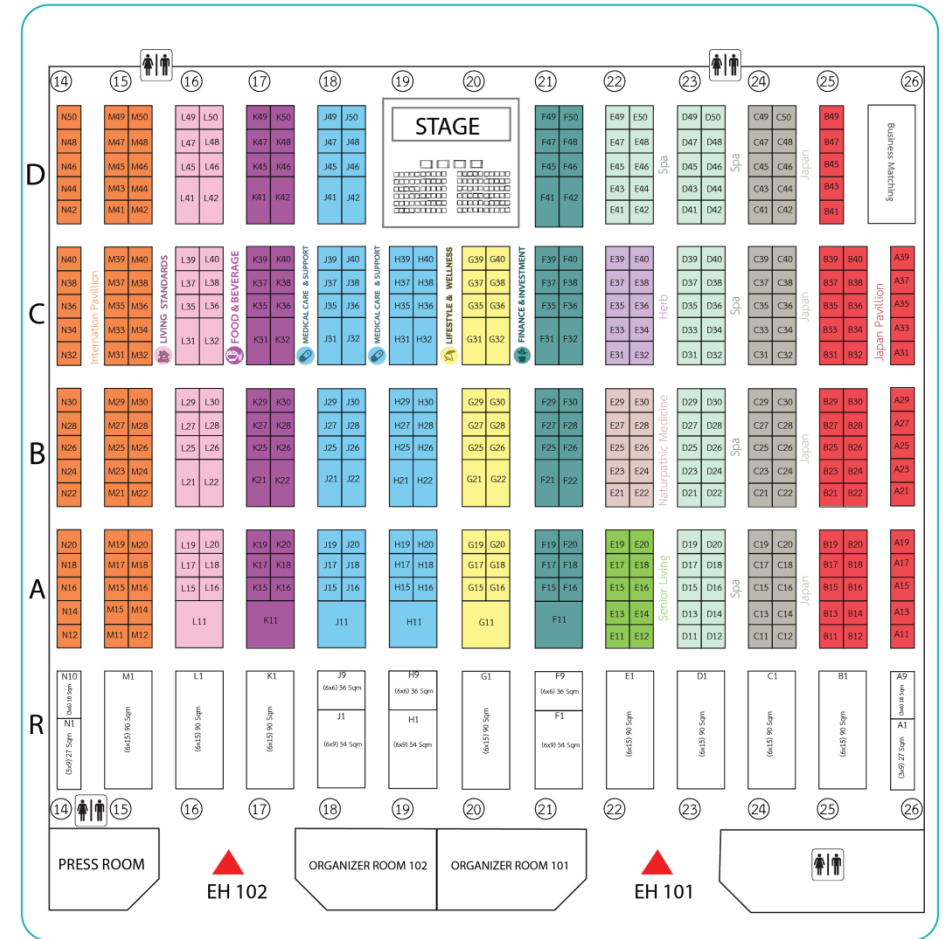 14 15 16 17 18 19 20 21 22 23 24 25 26
D
N50 M49 M50 L49 L50 K49 K50 J49 J50 STAGE F49 F50 E49 E50 D49 D50 C49 C50 B49
N48 M47 M48 L47 L48 K47 K48 J47 J48 F47 F48 E47 E48 D47 D48 C47 C48 B47
N46 M45 M46 L45 L46 K45 K46 J45 J46 F45 F46 E45 E46 D45 D46 C45 C46 B45
N44 M43 M44 L41 L42 K41 K42 J41 J42 F41 F42 E43 E44 D43 D44 C43 C44 B43
N42 M41 M42 E41 E42 D41 D42 C41 C42 B41
Spa
Spa
Japan
Business Matching
C
N40 M39 M40 L39 L40 K39 K40 J39 J40 H39 H40 G39 G40 F39 F40 E39 E40 D39 D40 C39 C40 B39 B40 A39
N38 M37 M38 L37 L38 K37 K38 J37 J38 H37 H38 G37 G38 F37 F38 E37 E38 D37 D38 C37 C38 B37 B38 A37
N36 M35 M36 L35 L36 K35 K36 J35 J36 H35 H36 G35 G36 F35 F36 E35 E36 D35 D36 C35 C36 B35 B36 A35
N34 M33 M34 L31 L32 K31 K32 J31 J32 H31 H32 G31 G32 F31 F32 E33 E34 D33 D34 C33 C34 B33 B34 A33
N32 M31 M32 E31 E32 D31 D32 C31 C32 B31 B32 A31
Internation Pavillion
LIVING STANDARDS
FOOD & BEVERAGE
MEDICAL CARE & SUPPORT
MEDICAL CARE & SUPPORT
LIFESTYLE & WELLNESS
FINANCE & INVESTMENT
Herb
Spa
Japan
Japan Pavillion
B
N30 M29 M30 L29 L30 K29 K30 J29 J30 H29 H30 G29 G30 F29 F30 E29 E30 D29 D30 C29 C30 B29 B30 A29
N28 M27 M28 L27 L28 K27 K28 J27 J28 H27 H28 G27 G28 F27 F28 E27 E28 D27 D28 C27 C28 B27 B28 A27
N26 M25 M26 L25 L26 K25 K26 J25 J26 H25 H26 G25 G26 F25 F26 E25 E26 D25 D26 C25 C26 B25 B26 A25
N24 M23 M24 L21 L22 K21 K22 J21 J22 H21 H22 G21 G22 F21 F22 E23 E24 D23 D24 C23 C24 B23 B24 A23
N22 M21 M22 E21 E22 D21 D22 C21 C22 B21 B22 A21
Naturpathic Medicine
Spa
Japan
A
N20 M19 M20 L19 L20 K19 K20 J19 J20 H19 H20 G19 G20 F19 F20 E19 E20 D19 D20 C19 C20 B19 B20 A19
N18 M17 M18 L17 L18 K17 K18 J17 J18 H17 H18 G17 G18 F17 F18 E17 E18 D17 D18 C17 C18 B17 B18 A17
N16 M15 M16 L15 L16 K15 K16 J15 J16 H15 H16 G15 G16 F15 F16 E15 E16 D15 D16 C15 C16 B15 B16 A15
N14 M15 M14 L11 K11 J11 H11 G11 F11 E13 E14 D13 D14 C13 C14 B13 B14 A13
N12 M11 M12 E11 E12 D11 D12 C11 C12 B11 B12 A11
Senior Living
Spa
Japan
R
N10 M1 L1 K1 J9 H9 G1 F9 E1 D1 C1 B1 A9
(3x6) 18 Sqm
(6x15) 90 Sqm
(6x15) 90 Sqm
(6x15) 90 Sqm
(6x6) 36 Sqm
(6x6) 36 Sqm
(6x15) 90 Sqm
(6x6) 36 Sqm
(6x15) 90 Sqm
(6x15) 90 Sqm
(6x15) 90 Sqm
(6x15) 90 Sqm
(3x6) 18 Sqm
N1 J1 H1 F1 A1
(3x9) 27 Sqm
(6x9) 54 Sqm
(6x9) 54 Sqm
(6x9) 54 Sqm
(3x9) 27 Sqm
14 15 16 17 18 19 20 21 22 23 24 25 26
PRESS ROOM
EH 102
ORGANIZER ROOM 102
ORGANIZER ROOM 101
EH 101